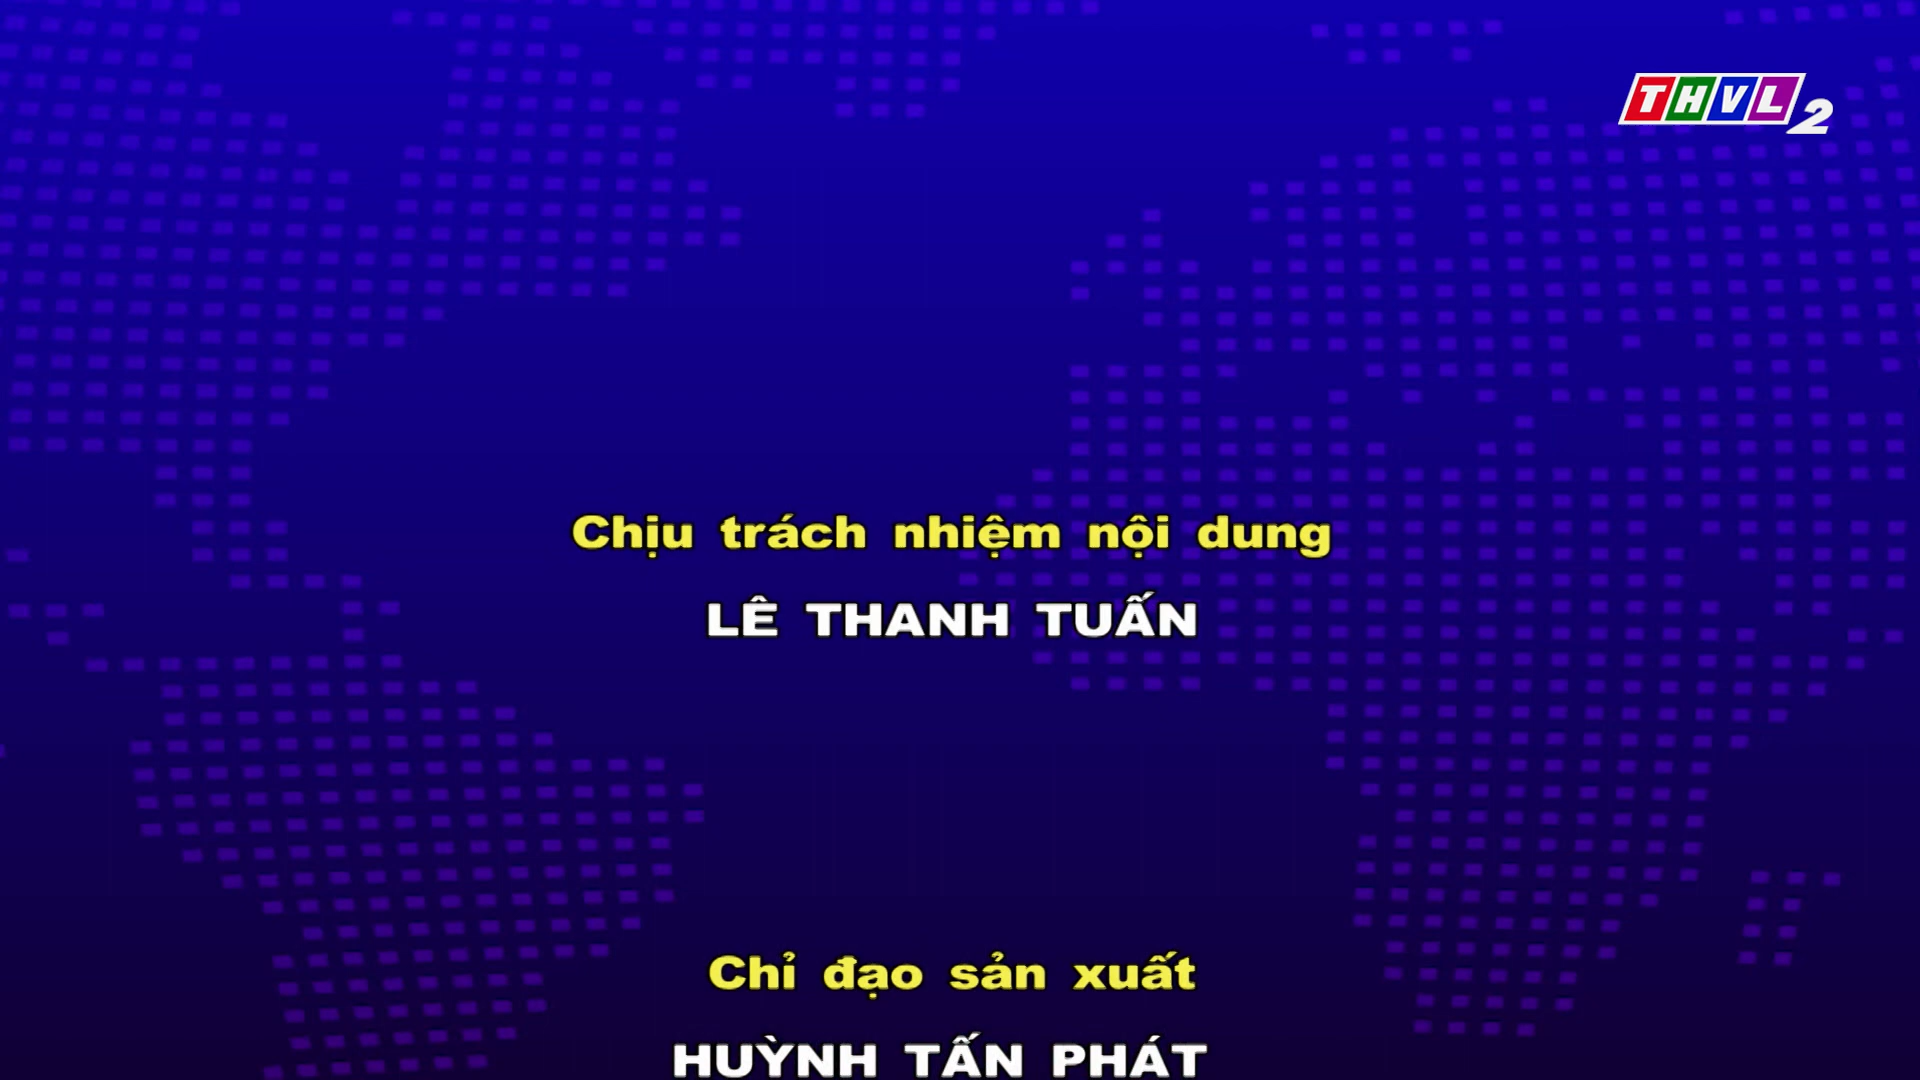 THVL2
Chịu trách nhiệm nội dung
LÊ THANH TUẤN
Chỉ đạo sản xuất
HUỲNH TẤN PHÁT